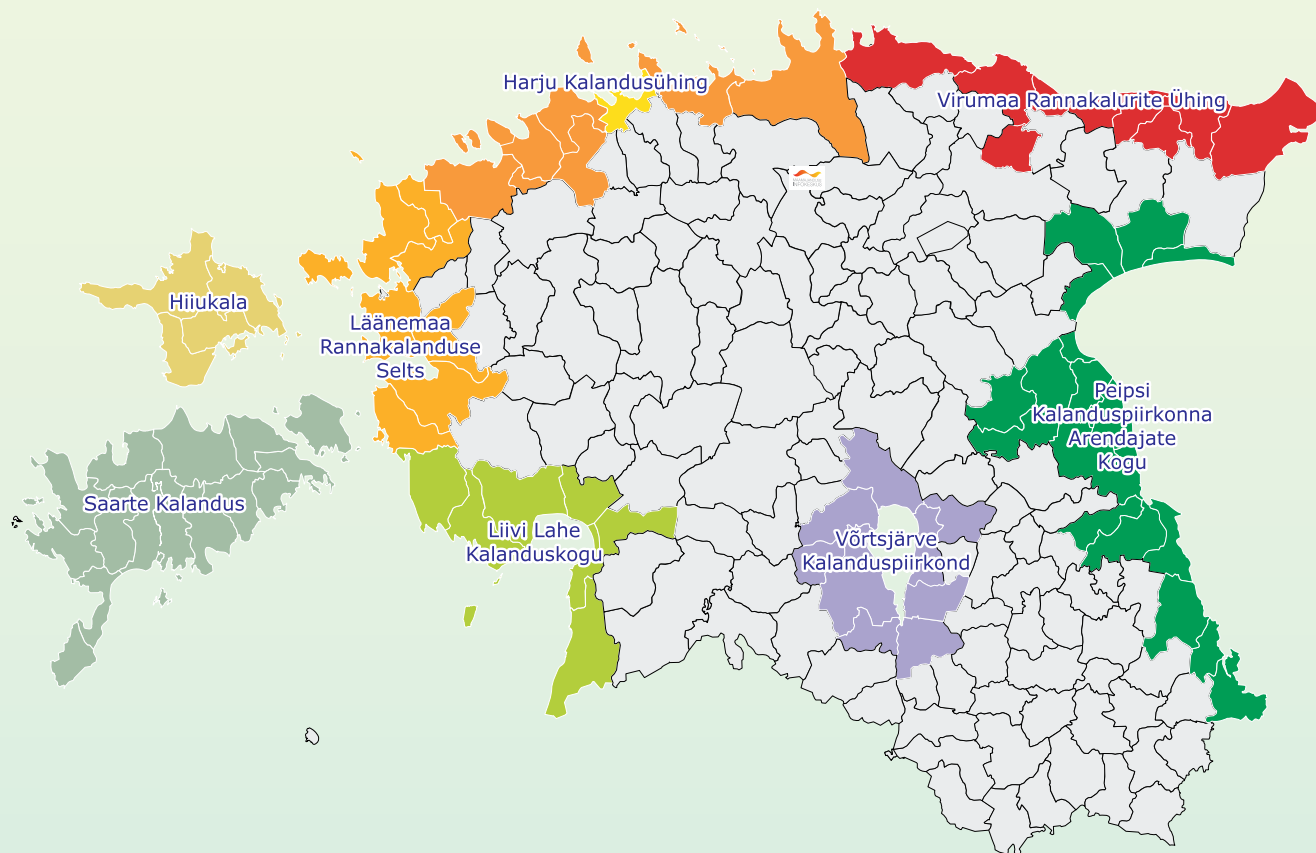 Harju Kalandusühing
Virumaa Rannakalurite Ühing
Hiiukala
Läänemaa
Rannakalanduse
Selts
Peipsi
Kalanduspiirkonna
Arendajate
Kogu
Saarte Kalandus
Liivi Lahe
Kalanduskogu
Võrtsjärve
Kalanduspiirkond